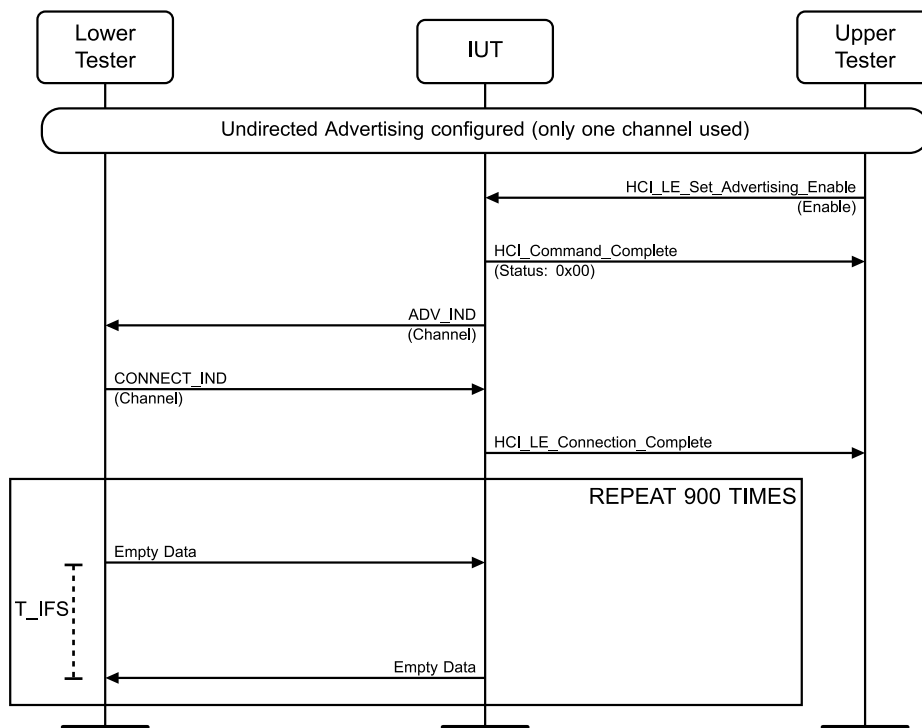 Lower
Tester
IUT
Upper
Tester
Undirected Advertising configured (only one channel used)
HCI_LE_Set_Advertising_Enable
(Enable)
HCI_Command_Complete
(Status: 0x00)
ADV_IND
(Channel)
CONNECT_IND
(Channel)
HCI_LE_Connection_Complete
REPEAT 900 TIMES
Empty Data
T_IFS
Empty Data